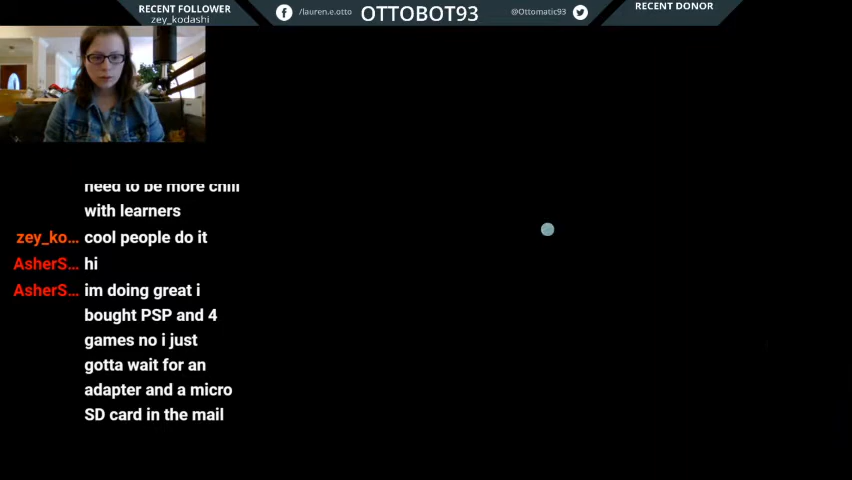 RECENT FOLLOWER
zey_kodashi
/lauren.e.otto
OTTOBOT93
@Ottomatic93
RECENT DONOR
need to be more chill
with learners
zey_ko... cool people do it
AsherS... hi
AsherS... im doing great i
bought PSP and 4
games no i just
gotta wait for an
adapter and a micro
SD card in the mail